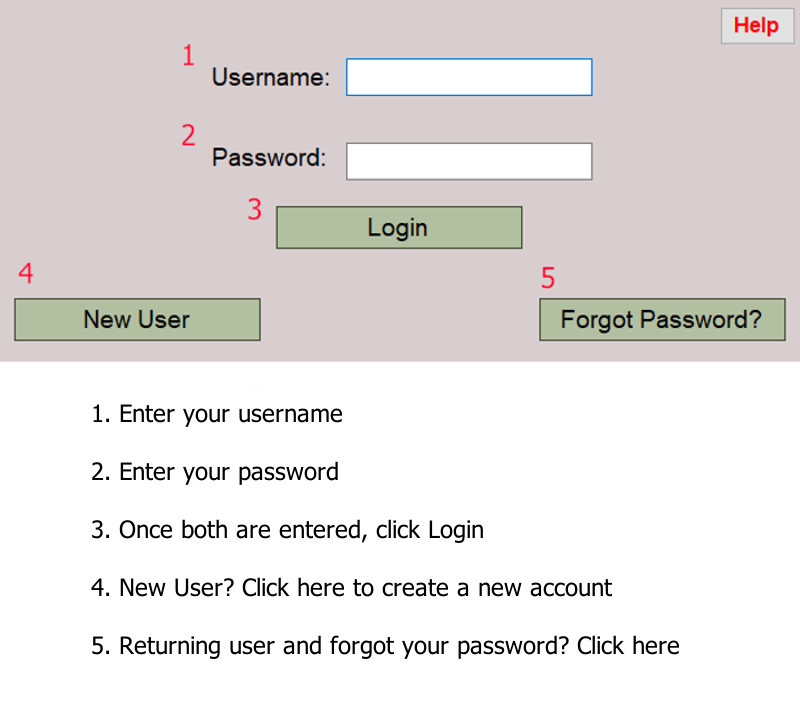 Help
1
Username:
2
Password:
3
Login
4
5
New User
Forgot Password?
1. Enter your username
2. Enter your password
3. Once both are entered, click Login
4. New User? Click here to create a new account
5. Returning user and forgot your password? Click here